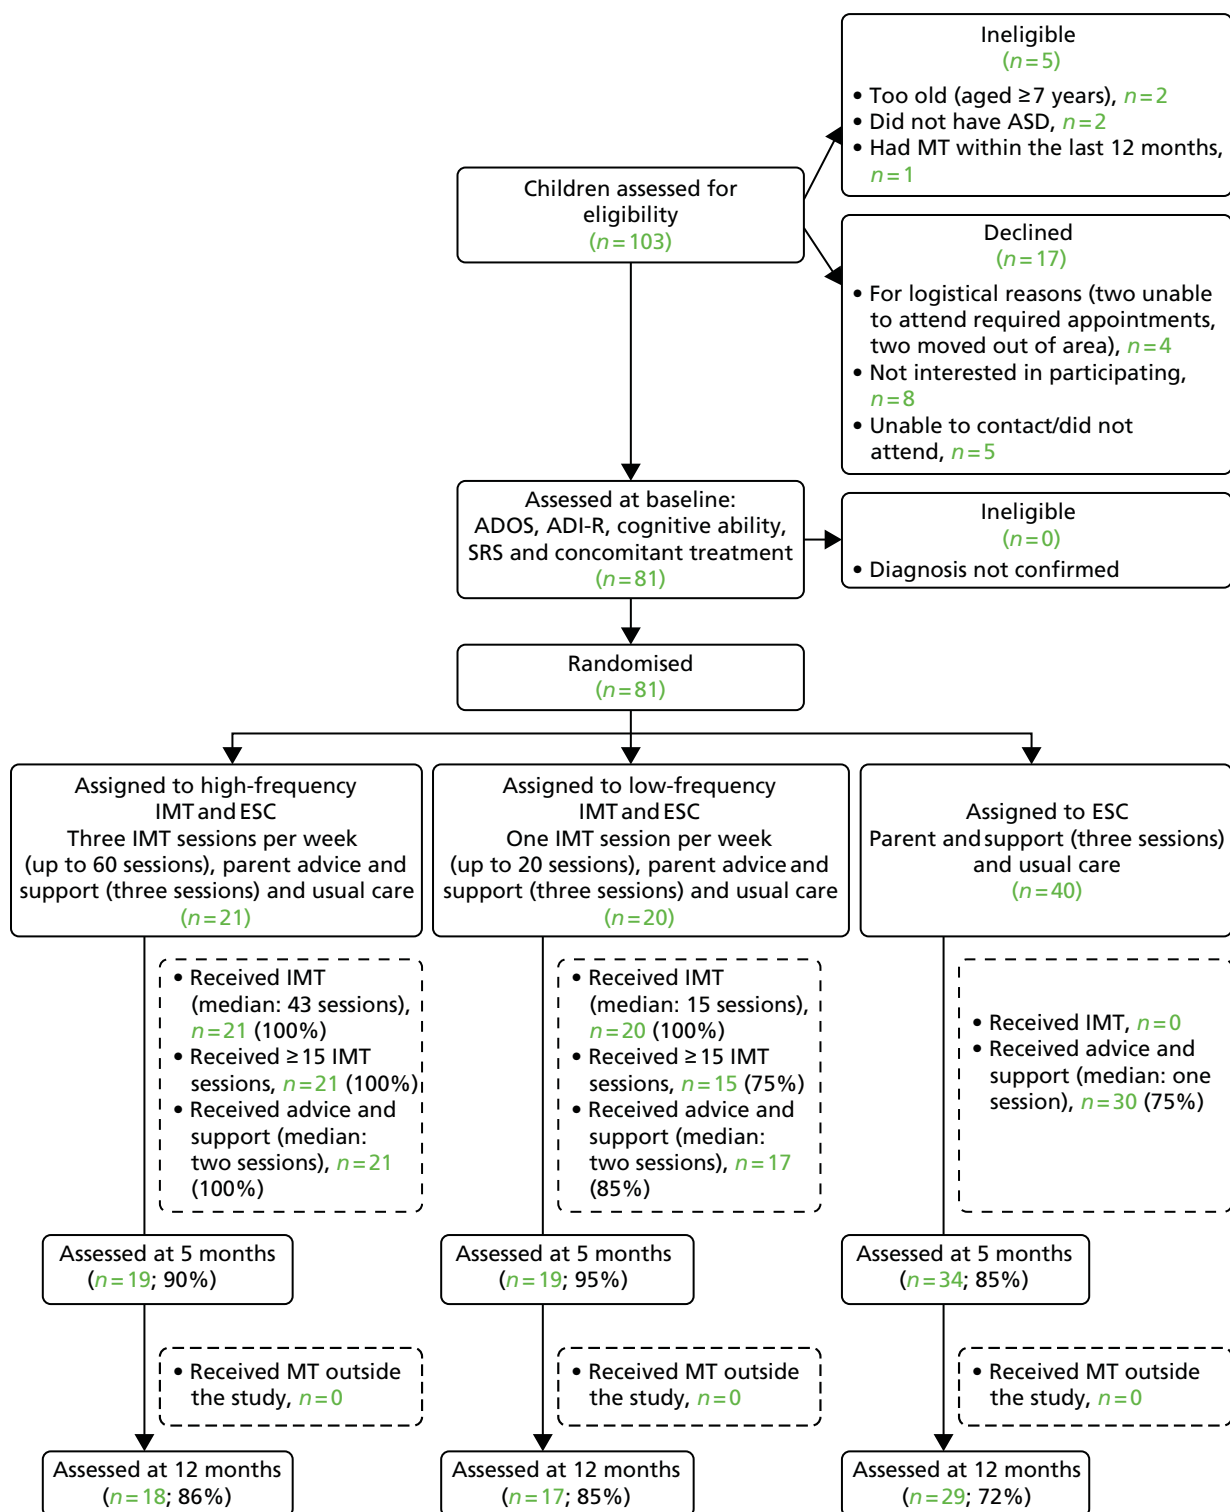 Ineligible
(n=5)
• Too old (aged ≥7 years), n=2
• Did not have ASD, n=2
• Had MT within the last 12 months,
n=1
Children assessed for
eligibility
(n=103)
Declined
(n=17)
• For logistical reasons (two unable
to attend required appointments,
two moved out of area), n=4
• Not interested in participating,
n=8
• Unable to contact/did not
attend, n=5
Assessed at baseline:
ADOS, ADI-R, cognitive ability,
SRS and concomitant treatment
(n=81)
Ineligible
(n=0)
• Diagnosis not confirmed
Randomised
(n=81)
Assigned to high-frequency
IMT and ESC
Three IMT sessions per week
(up to 60 sessions), parent advice and
support (three sessions) and usual care
(n=21)
Assigned to low-frequency
IMT and ESC
One IMT session per week
(up to 20 sessions), parent advice and
support (three sessions) and usual care
(n=20)
Assigned to ESC
Parent and support (three sessions)
and usual care
(n=40)
• Received IMT
(median: 43 sessions),
n=21 (100%)
• Received ≥15 IMT
sessions, n=21 (100%)
• Received advice and
support (median:
two sessions), n=21
(100%)
• Received IMT
(median: 15 sessions),
n=20 (100%)
• Received ≥15 IMT
sessions, n=15 (75%)
• Received advice and
support (median:
two sessions), n=17
(85%)
• Received IMT, n=0
• Received advice and
support (median: one
session), n=30 (75%)
Assessed at 5 months
(n=19; 90%)
Assessed at 5 months
(n=19; 95%)
Assessed at 5 months
(n=34; 85%)
• Received MT outside
the study, n=0
• Received MT outside
the study, n=0
• Received MT outside
the study, n=0
Assessed at 12 months
(n=18; 86%)
Assessed at 12 months
(n=17; 85%)
Assessed at 12 months
(n=29; 72%)